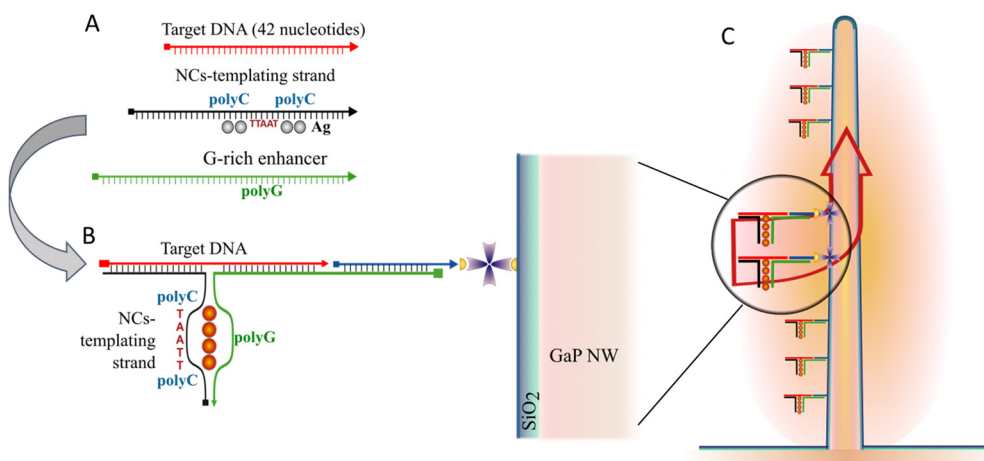 A
Target DNA (42 nucleotides)
NCs-templating strand
polyC polyC
TTAAT Ag
G-rich enhancer
polyG
B
Target DNA
polyC
T
A
A
T
T
NCs-
templating
strand
polyG
polyC
SiO2
GaP NW
C